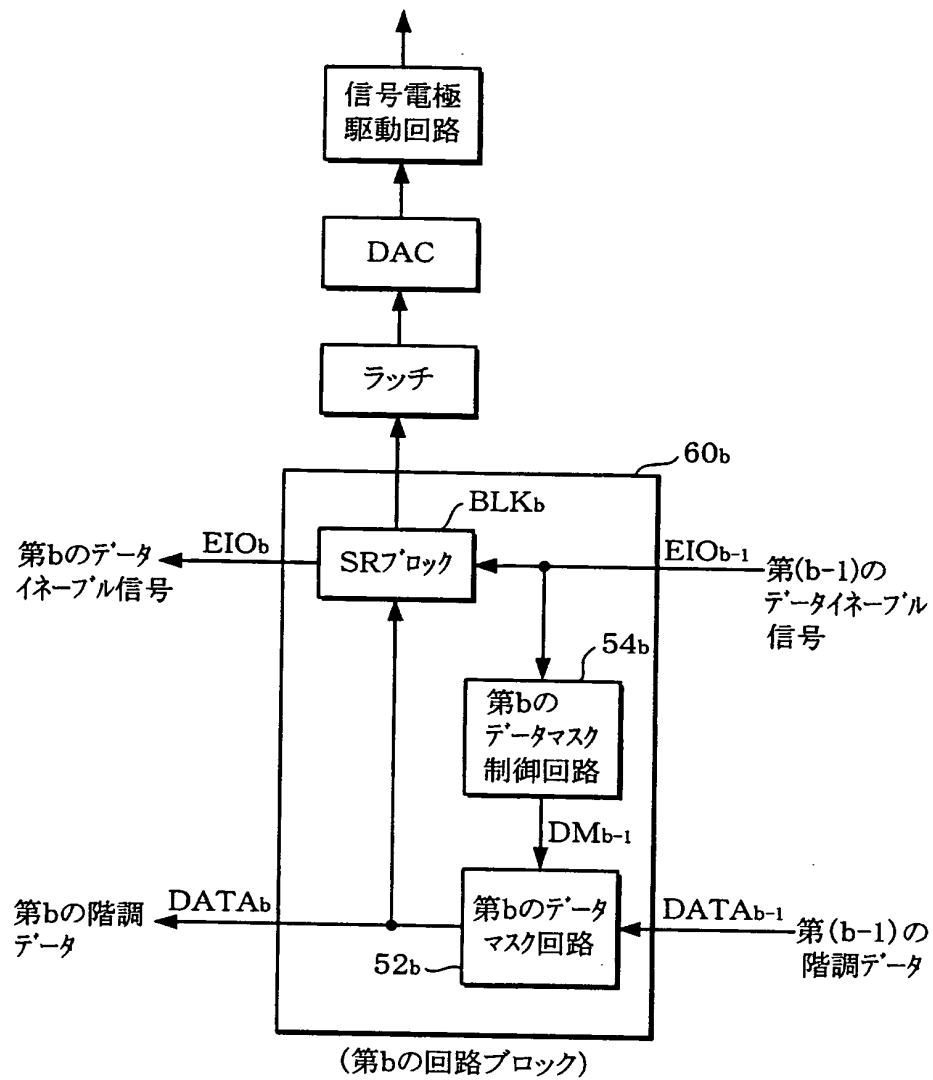 信号電極
駆動回路
DAC
ラッチ
60b
BLKb
EIOb
SRブロック
EIOb-1
第bのデータ
イネーブル信号
第(b-1)の
データイネーブル
信号
54b
第bの
データマスク
制御回路
DMb-1
DATAb
第bのデータ
マスク回路
DATAb-1
第bの階調
データ
第(b-1)の
階調データ
52b
(第bの回路ブロック)